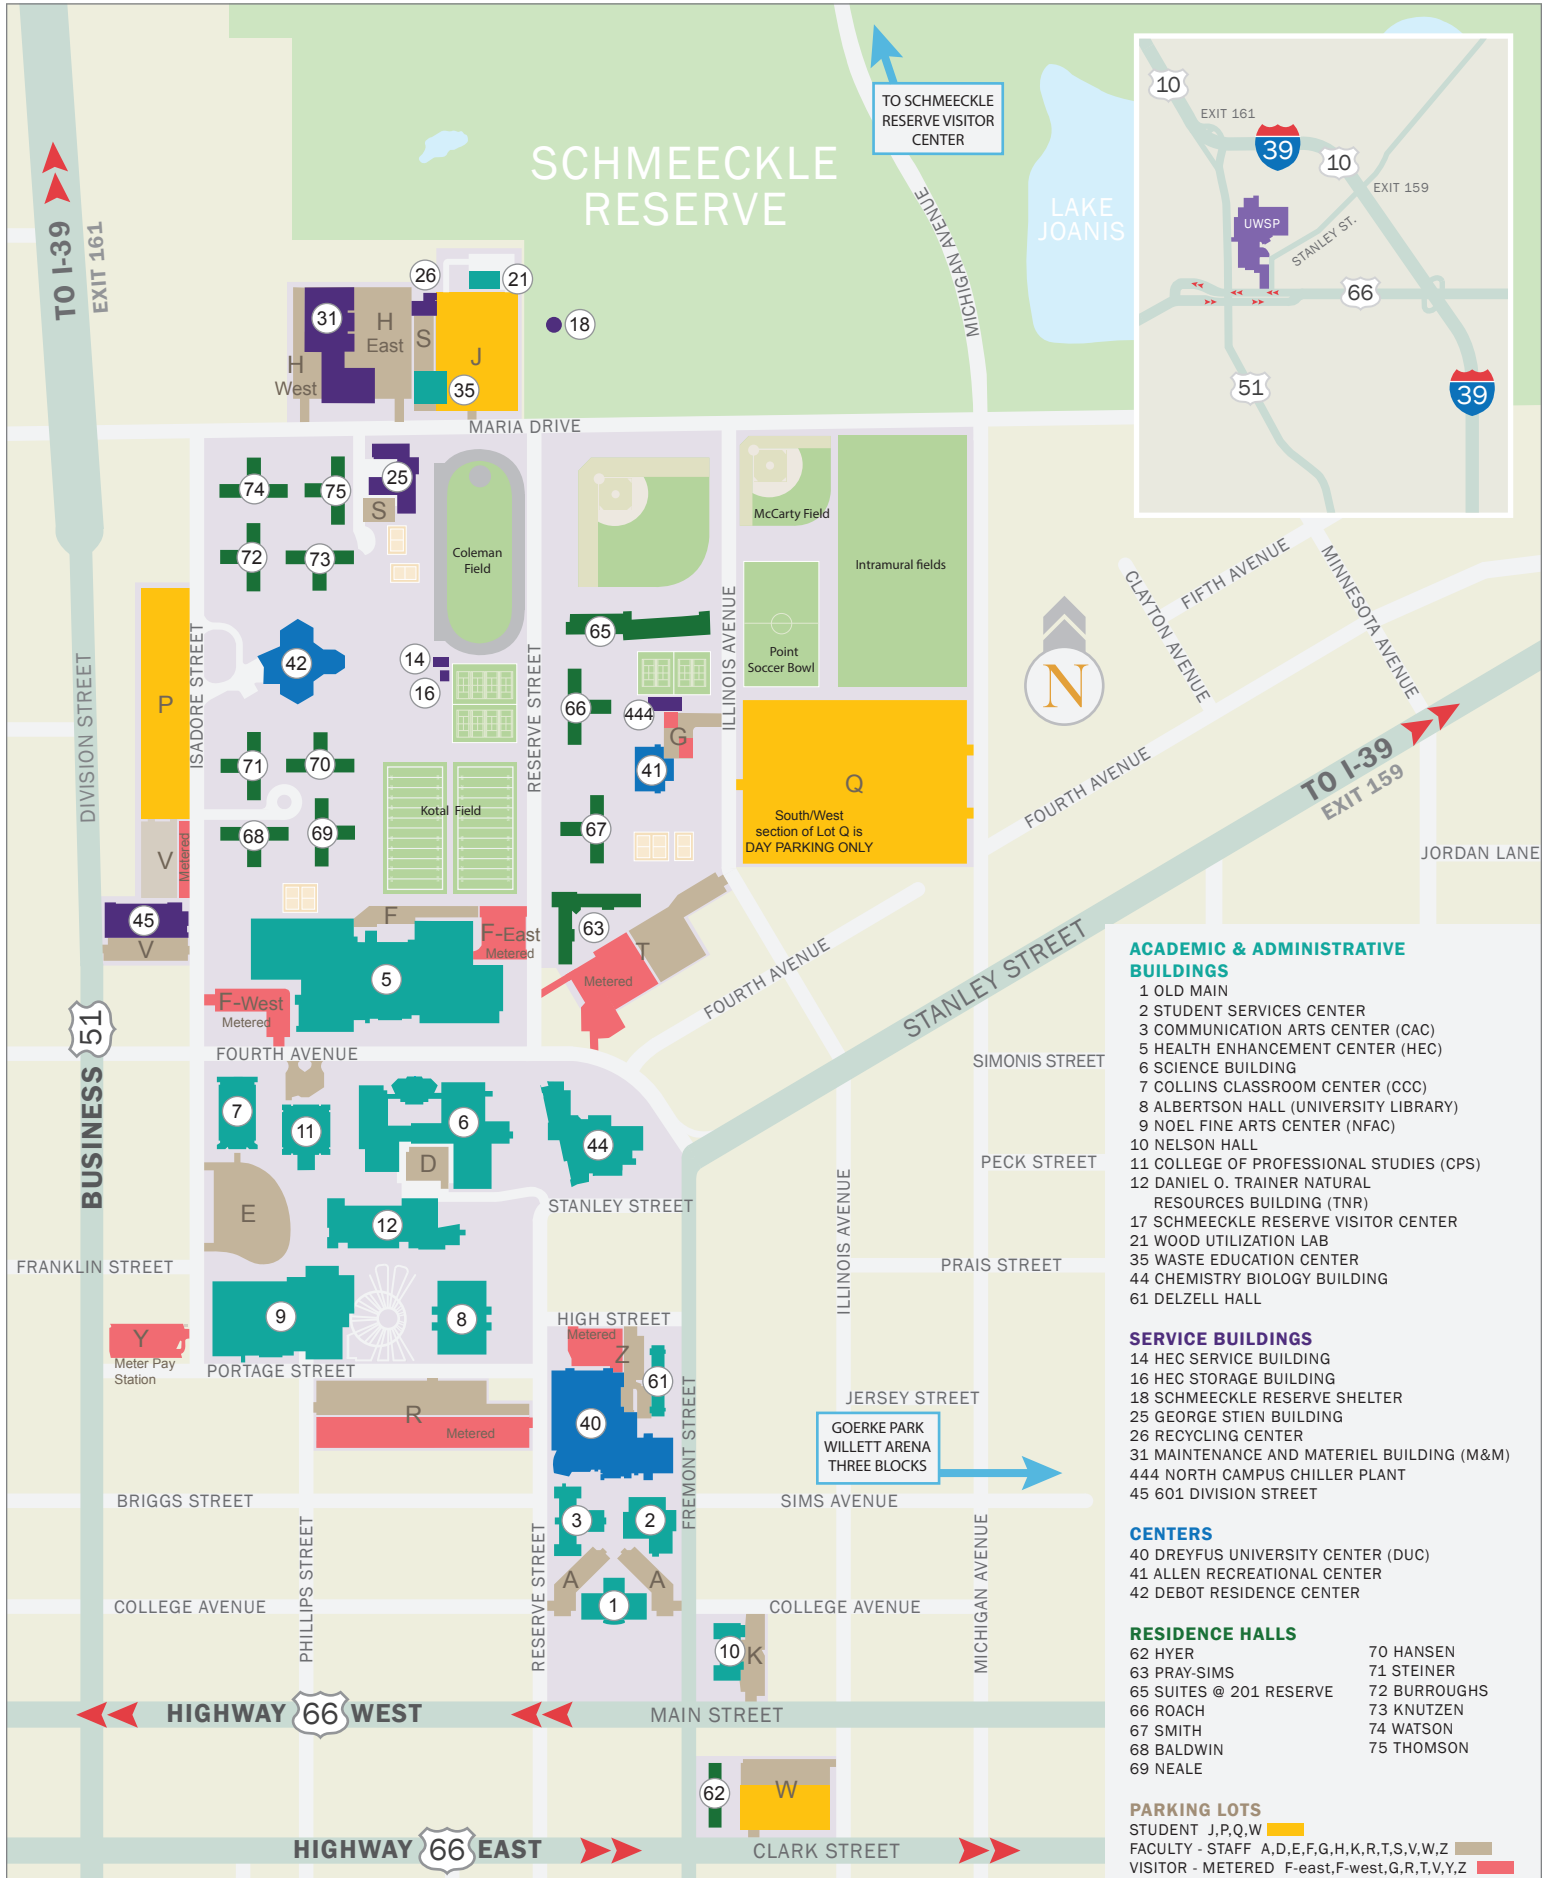 TO SCHMEECKLE
RESERVE VISITOR
CENTER
SCHMEECKLE
RESERVE
LAKE
JOANIS
MICHIGAN AVENUE
10
EXIT 161
39
10
EXIT 159
UWSP
STANLEY ST.
66
51
39
TO I-39
EXIT 161
26
21
31
H
East
S
J
18
H
West
35
MARIA DRIVE
74
75
25
S
72
73
Coleman
Field
McCarty Field
Intramural fields
Point
Soccer Bowl
65
42
14
16
66
444
G
41
P
ISADORE STREET
DIVISION STREET
RESERVE STREET
ILLINOIS AVENUE
71
70
68
69
Kotal Field
67
Q
South/West
section of Lot Q is
DAY PARKING ONLY
N
CLAYTON AVENUE
FIFTH AVENUE
MINNESOTA AVENUE
FOURTH AVENUE
TO I-39
EXIT 159
JORDAN LANE
V
Metered
45
V
F
F-East
Metered
63
T
Metered
5
F-West
Metered
FOURTH AVENUE
STANLEY STREET
51
BUSINESS
FOURTH AVENUE
SIMONIS STREET
7
11
6
D
44
PECK STREET
E
12
STANLEY STREET
ILLINOIS AVENUE
FRANKLIN STREET
PRAIS STREET
9
8
HIGH STREET
Metered
Z
61
Y
Meter Pay
Station
PORTAGE STREET
R
Metered
40
JERSEY STREET
GOERKE PARK
WILLETT ARENA
THREE BLOCKS
FREMONT STREET
BRIGGS STREET
SIMS AVENUE
3
2
PHILLIPS STREET
RESERVE STREET
MICHIGAN AVENUE
A
A
1
COLLEGE AVENUE
COLLEGE AVENUE
10
K
HIGHWAY 66 WEST
MAIN STREET
62
W
HIGHWAY 66 EAST
CLARK STREET
ACADEMIC & ADMINISTRATIVE
BUILDINGS
1 OLD MAIN
2 STUDENT SERVICES CENTER
3 COMMUNICATION ARTS CENTER (CAC)
5 HEALTH ENHANCEMENT CENTER (HEC)
6 SCIENCE BUILDING
7 COLLINS CLASSROOM CENTER (CCC)
8 ALBERTSON HALL (UNIVERSITY LIBRARY)
9 NOEL FINE ARTS CENTER (NFAC)
10 NELSON HALL
11 COLLEGE OF PROFESSIONAL STUDIES (CPS)
12 DANIEL O. TRAINER NATURAL
RESOURCES BUILDING (TNR)
17 SCHMEECKLE RESERVE VISITOR CENTER
21 WOOD UTILIZATION LAB
35 WASTE EDUCATION CENTER
44 CHEMISTRY BIOLOGY BUILDING
61 DELZELL HALL
SERVICE BUILDINGS
14 HEC SERVICE BUILDING
16 HEC STORAGE BUILDING
18 SCHMEECKLE RESERVE SHELTER
25 GEORGE STIEN BUILDING
26 RECYCLING CENTER
31 MAINTENANCE AND MATERIEL BUILDING (M&M)
444 NORTH CAMPUS CHILLER PLANT
45 601 DIVISION STREET
CENTERS
40 DREYFUS UNIVERSITY CENTER (DUC)
41 ALLEN RECREATIONAL CENTER
42 DEBOT RESIDENCE CENTER
RESIDENCE HALLS
62 HYER
63 PRAY-SIMS
65 SUITES @ 201 RESERVE
66 ROACH
67 SMITH
68 BALDWIN
69 NEALE
70 HANSEN
71 STEINER
72 BURROUGHS
73 KNUTZEN
74 WATSON
75 THOMSON
PARKING LOTS
STUDENT J,P,Q,W
FACULTY - STAFF A,D,E,F,G,H,K,R,T,S,V,W,Z
VISITOR - METERED F-east,F-west,G,R,T,V,Y,Z